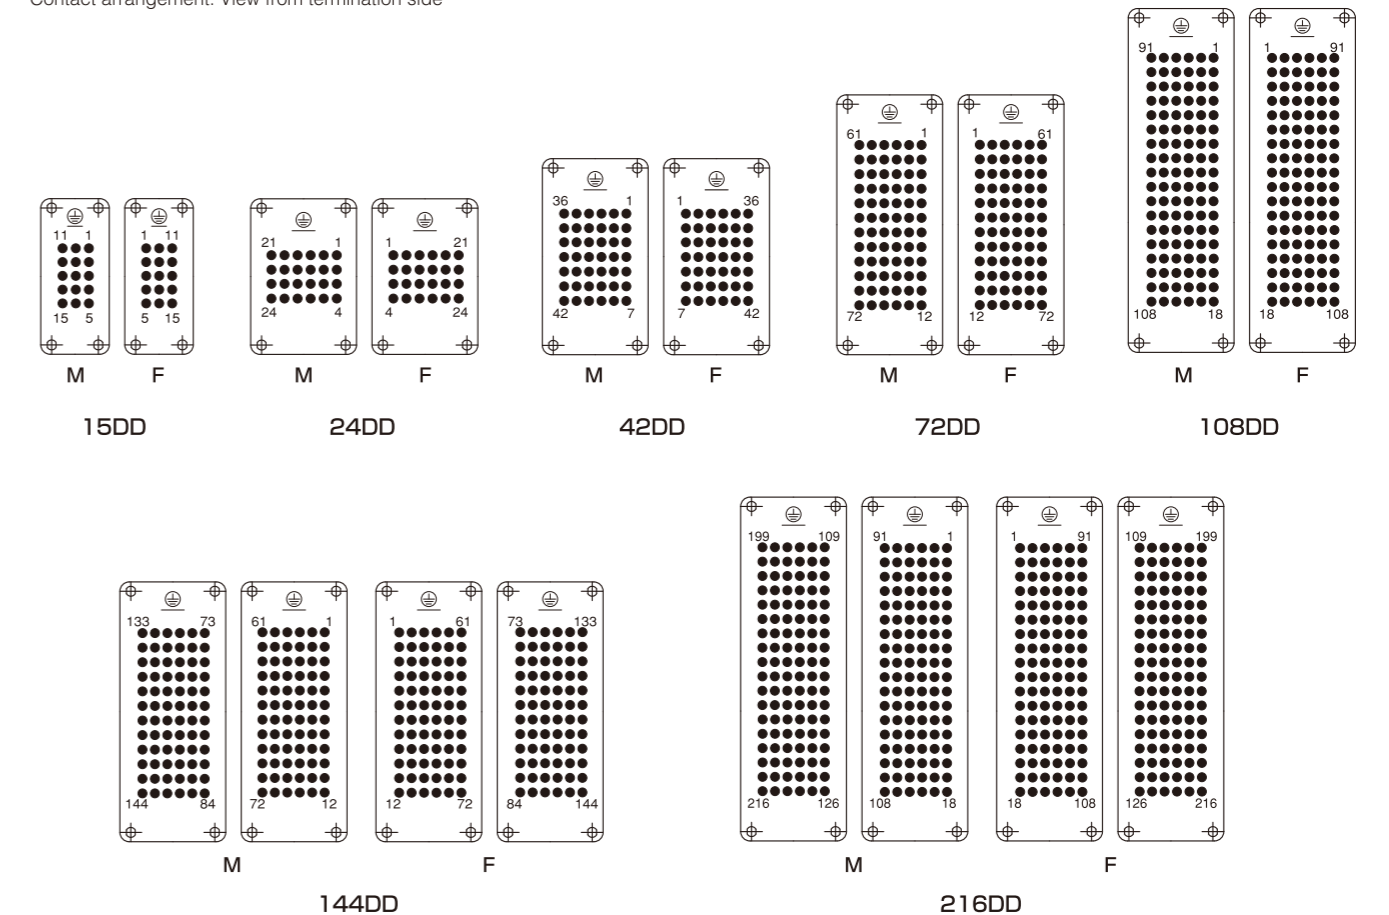 Contact arrangement: View from termination side
91 1 1 91
61 1 1 61
36 1 1 36
11 1 1 11 21 1 1 21
15 5 5 15 24 4 4 24 42 7 7 42 72 12 12 72 108 18 18 108
M F M F M F M F M F
15DD 24DD 42DD 72DD 108DD
199 109 91 1 1 91 109 199
133 73 61 1 1 61 73 133
144 84 72 12 12 72 84 144 216 126 108 18 18 108 126 216
M F M F
144DD 216DD